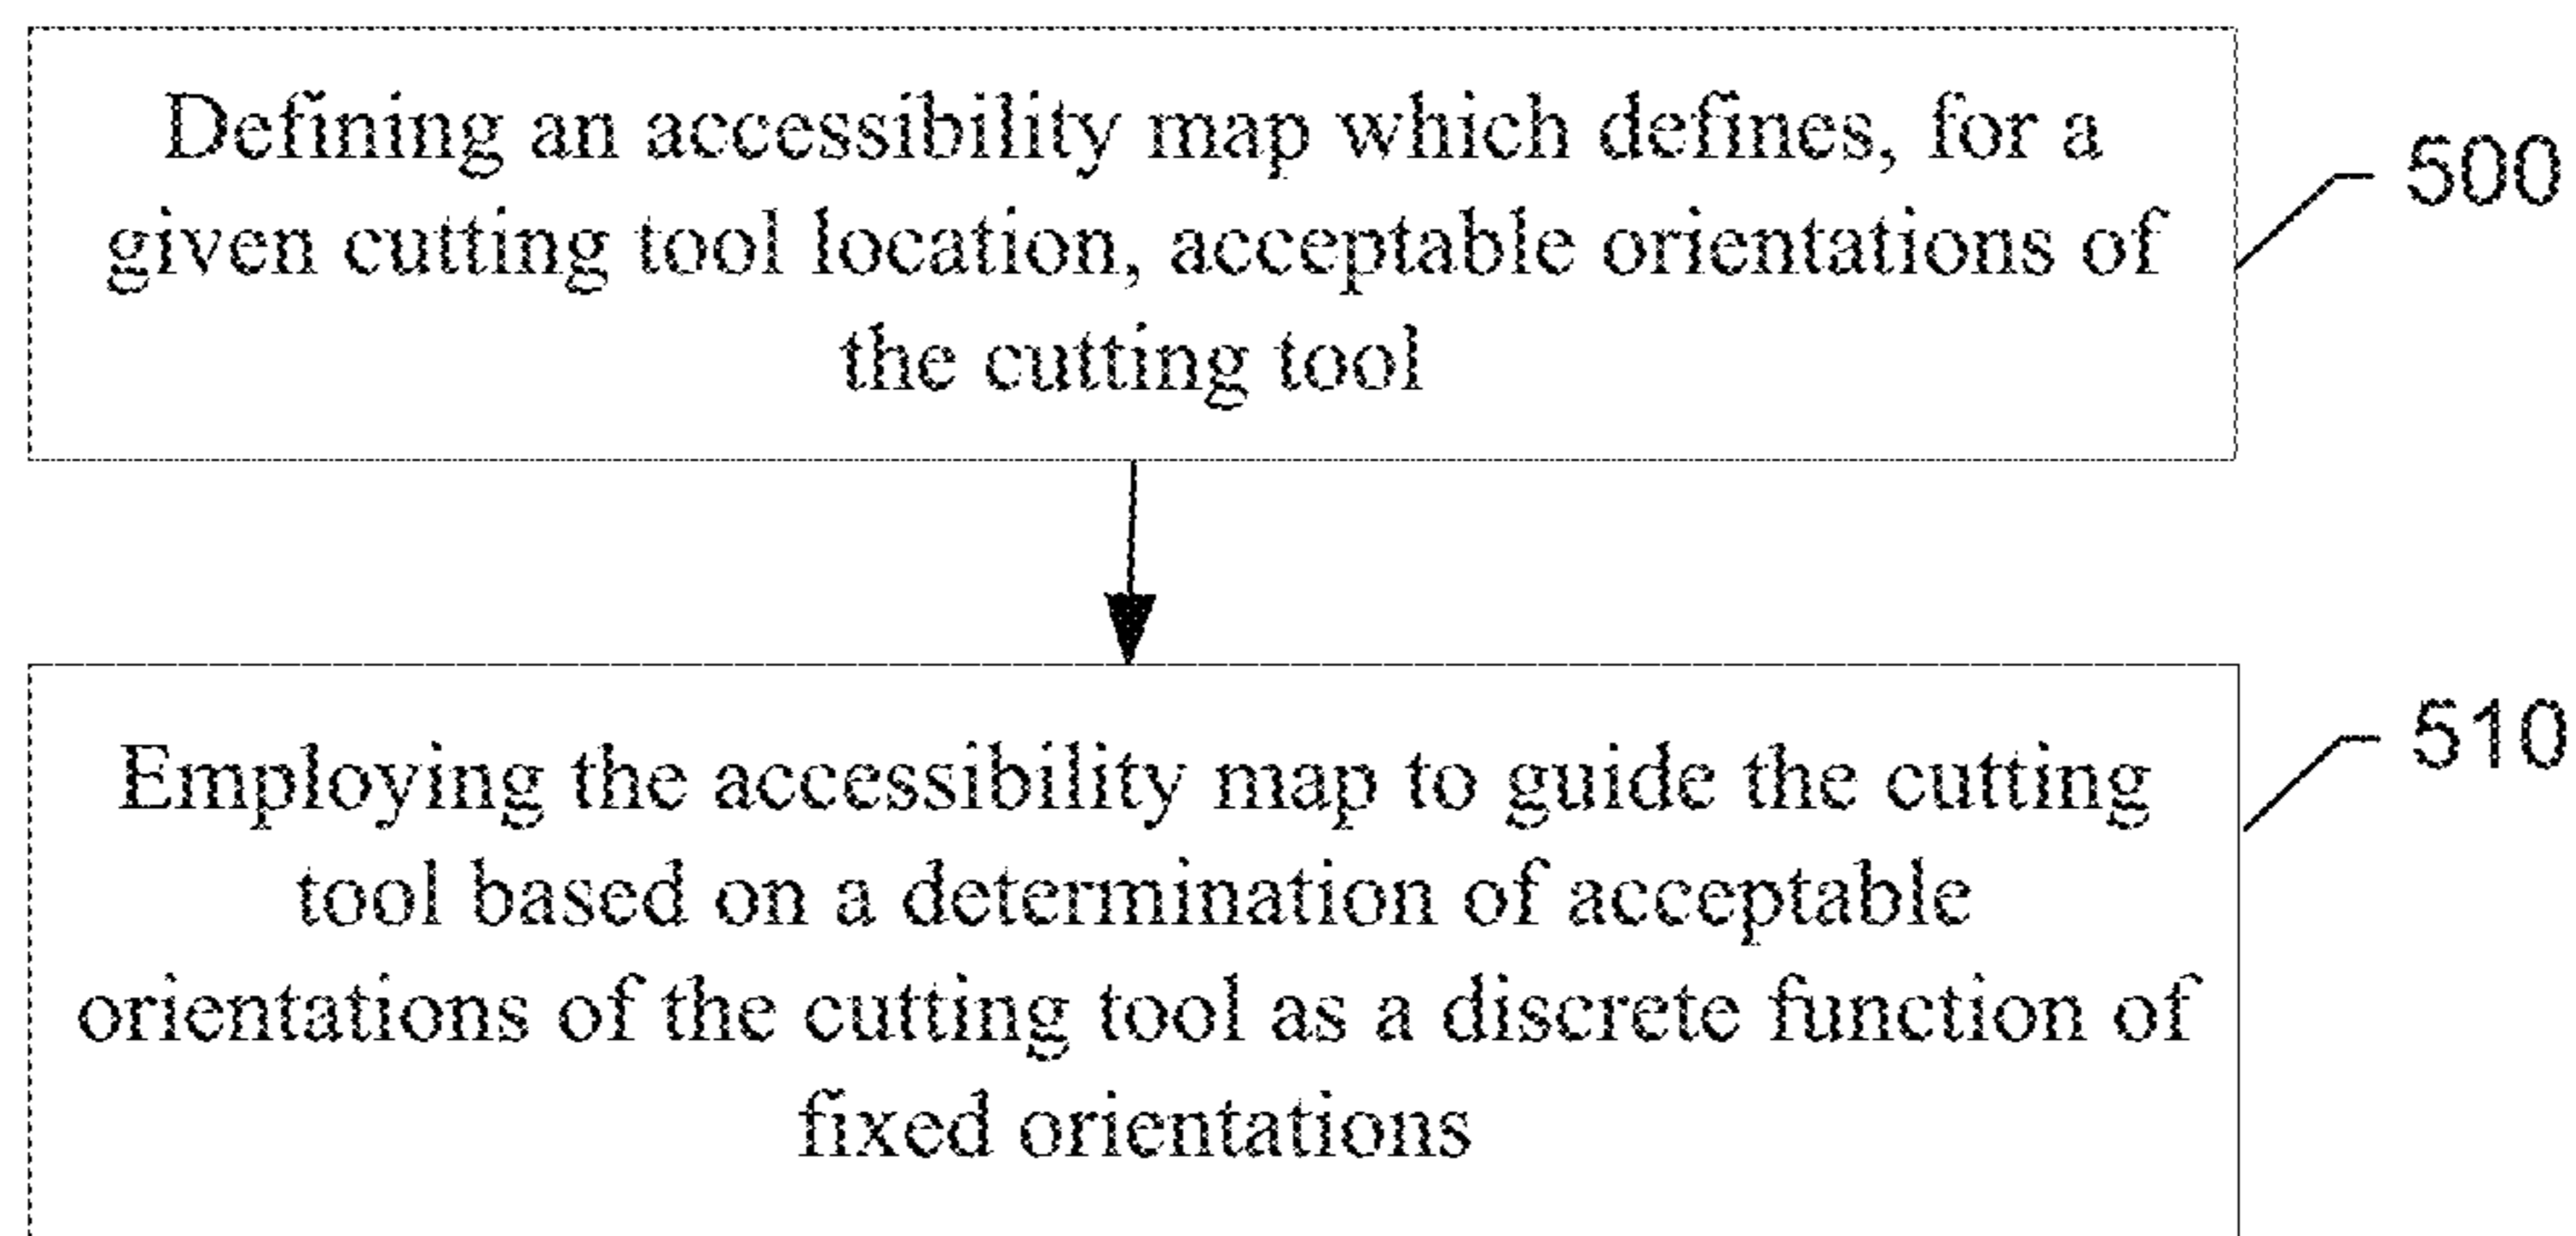 Defining an accessibility map which defines, for a
given cutting tool location, acceptable orientations of
the cutting tool
500
Employing the accessibility map to guide the cutting
tool based on a determination of acceptable
orientations of the cutting tool as a discrete function of
fixed orientations
510